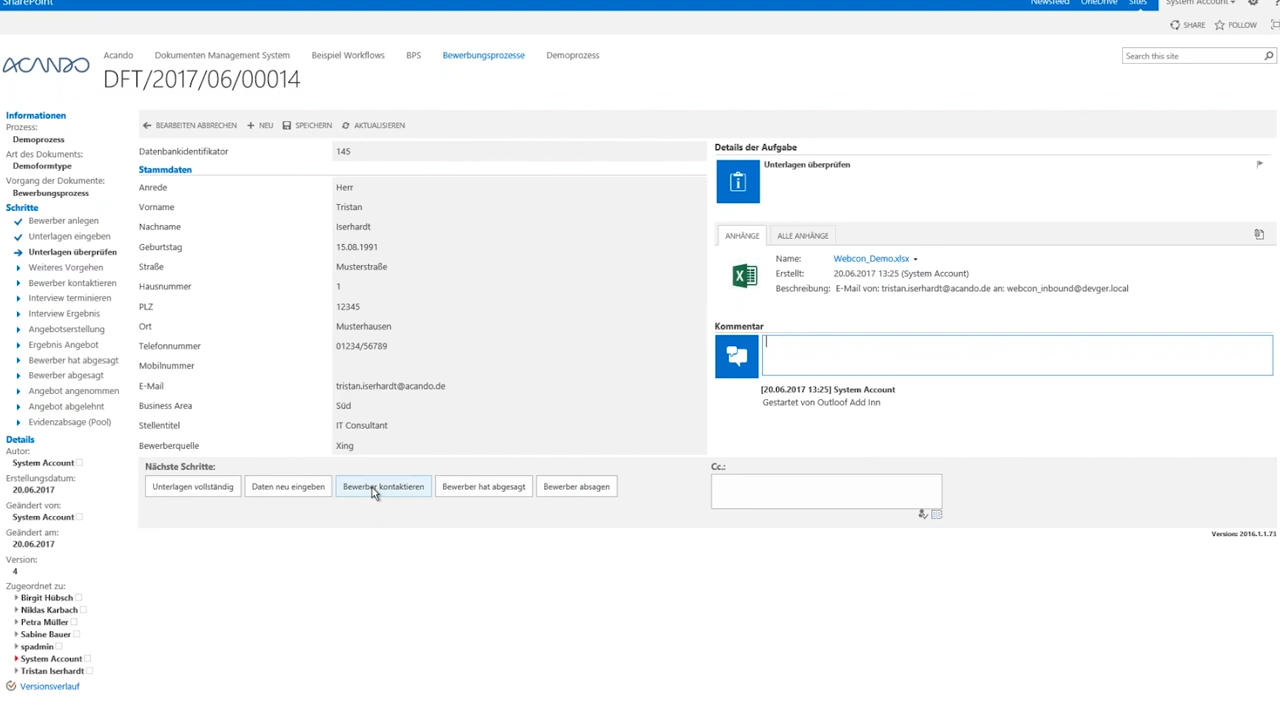 SharePoint
Newsfeed OneDrive Sites System Account
SHARE FOLLOW
ACANDO
Acando Dokumenten Management System Beispiel Workflows BPS Bewerbungsprozesse Demoprozess
Search this site
DFT/2017/06/00014
Informationen
Prozess:
Demoprozess
Art des Dokuments:
Demoformtype
Vorgang der Dokumente:
Bewerbungsprozess
Schritte
Bewerber anlegen
Unterlagen eingeben
Unterlagen überprüfen
Weiteres Vorgehen
Bewerber kontaktieren
Interview terminieren
Interview Ergebnis
Angebotserstellung
Ergebnis Angebot
Bewerber hat abgesagt
Bewerber abgesagt
Angebot angenommen
Angebot abgelehnt
Evidenzabsage (Pool)
Details
Autor:
System Account
Erstellungsdatum:
20.06.2017
Geändert von:
System Account
Geändert am:
20.06.2017
Version:
4
Zugeordnet zu:
Birgit Hübsch
Niklas Karbach
Petra Müller
Sabine Bauer
spadmin
System Account
Tristan Iserhardt
Versionsverlauf
BEARBEITEN ABBRECHEN NEU SPEICHERN AKTUALISIEREN
Datenbankidentifikator 145
Stammdaten
Anrede Herr
Vorname Tristan
Nachname Iserhardt
Geburtstag 15.08.1991
Straße Musterstraße
Hausnummer 1
PLZ 12345
Ort Musterhausen
Telefonnummer 01234/56789
Mobilnummer
E-Mail tristan.iserhardt@acando.de
Business Area Süd
Stellentitel IT Consultant
Bewerberquelle Xing
Details der Aufgabe
Unterlagen überprüfen
ANHÄNGE ALLE ANHÄNGE
Name: Webcon_Demo.xlsx
Erstellt: 20.06.2017 13:25 (System Account)
Beschreibung: E-Mail von: tristan.iserhardt@acando.de an: webcon_inbound@devger.local
Kommentar
[20.06.2017 13:25] System Account
Gestartet von Outloof Add Inn
Nächste Schritte:
Unterlagen vollständig Daten neu eingeben Bewerber kontaktieren Bewerber hat abgesagt Bewerber absagen
Cc.:
Version: 2016.1.1.73